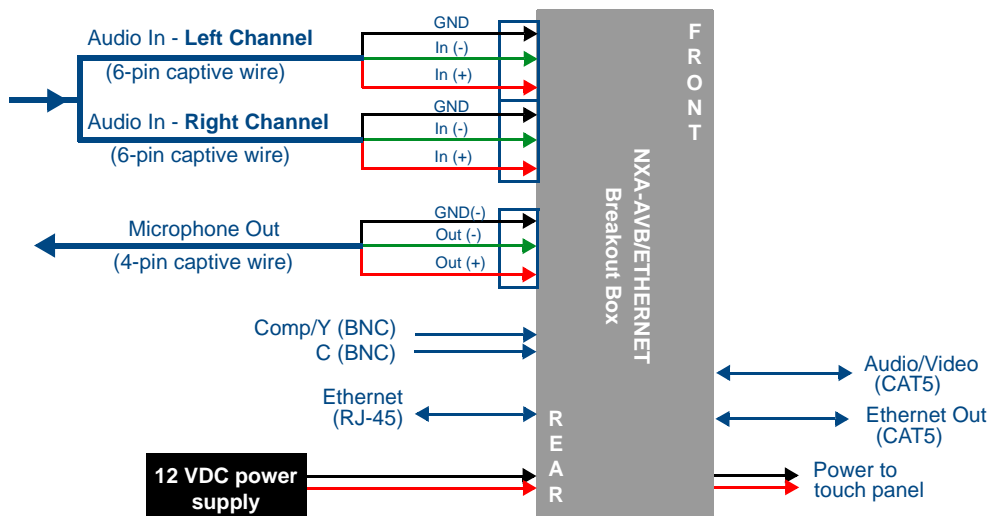 Audio In - Left Channel
(6-pin captive wire)
GND
In (-)
In (+)
Audio In - Right Channel
(6-pin captive wire)
GND
In (-)
In (+)
Microphone Out
(4-pin captive wire)
GND(-)
Out (-)
Out (+)
Comp/Y (BNC)
C (BNC)
Ethernet
(RJ-45)
12 VDC power
supply
FRONT
NXA-AVB/ETHERNET
Breakout Box
REAR
Audio/Video
(CAT5)
Ethernet Out
(CAT5)
Power to
touch panel